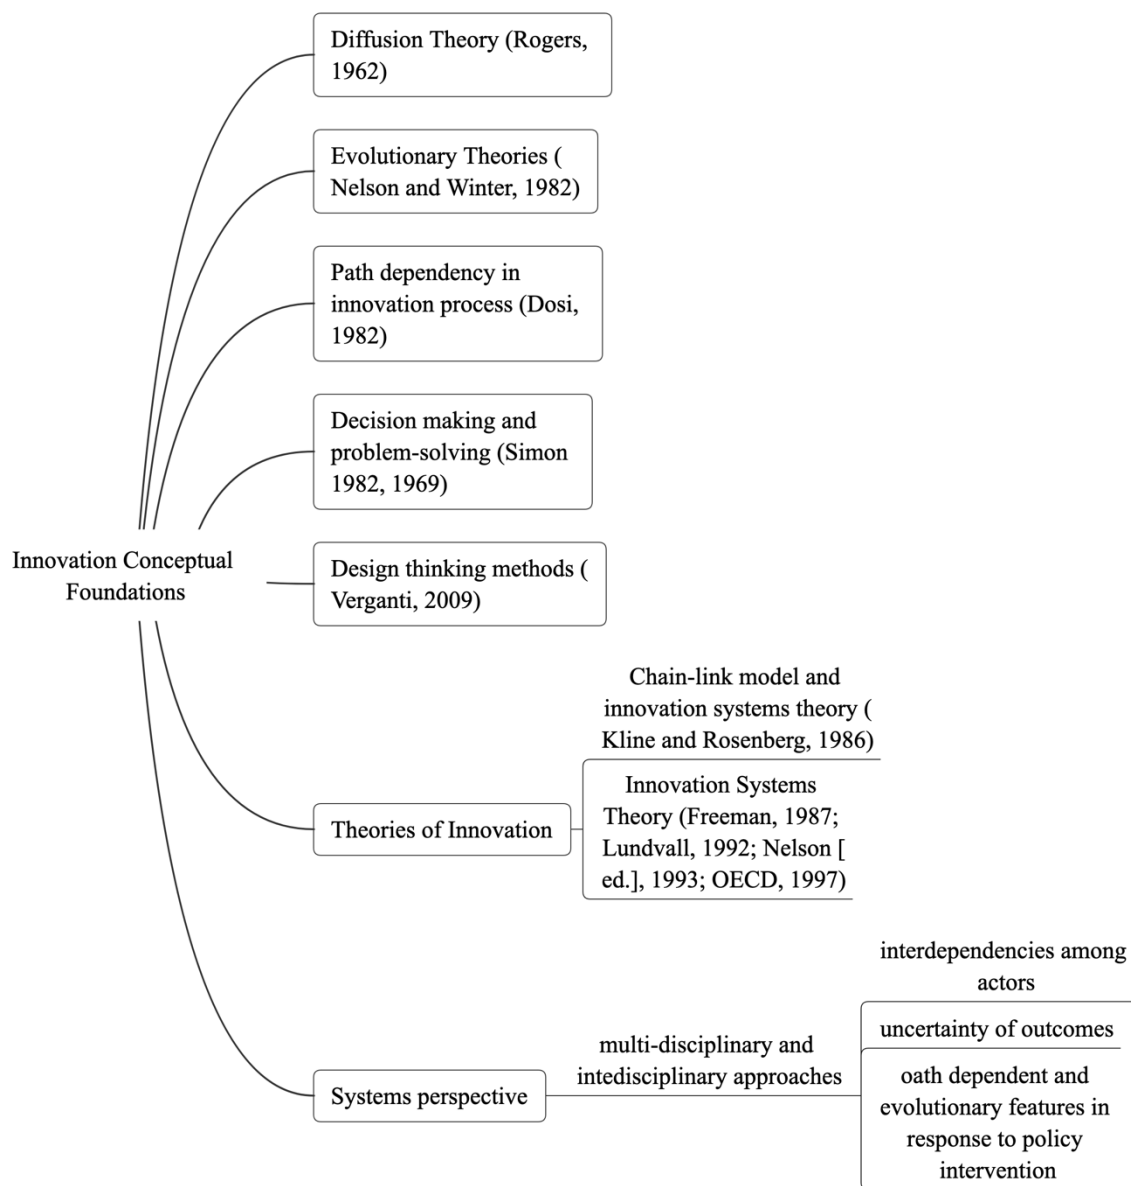 Diffusion Theory (Rogers,
1962)
Evolutionary Theories (
Nelson and Winter, 1982)
Path dependency in
innovation process (Dosi,
1982)
Decision making and
problem-solving (Simon
1982, 1969)
Innovation Conceptual
Foundations
Design thinking methods (
Verganti, 2009)
Chain-link model and
innovation systems theory (
Kline and Rosenberg, 1986)
Theories of Innovation
Innovation Systems
Theory (Freeman, 1987;
Lundvall, 1992; Nelson [
ed.], 1993; OECD, 1997)
Systems perspective
multi-disciplinary and
intedisciplinary approaches
interdependencies among
actors
uncertainty of outcomes
oath dependent and
evolutionary features in
response to policy
intervention